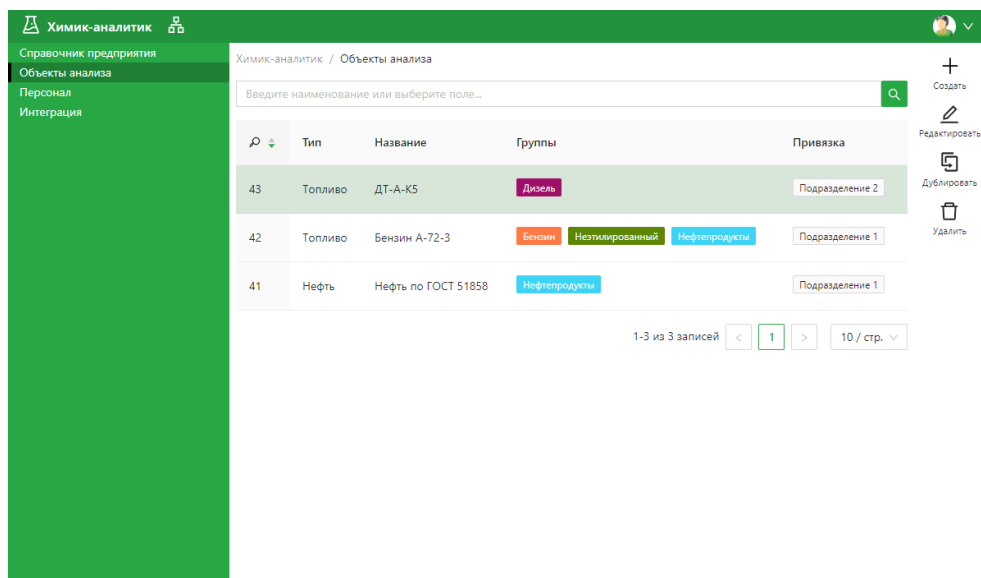 Химик-аналитик
Справочник предприятия
Объекты анализа
Персонал
Интеграция
Химик-аналитик / Объекты анализа
Введите наименование или выберите поле...
Тип Название Группы Привязка
43 Топливо ДТ-А-К5 Дизель Подразделение 2
42 Топливо Бензин А-72-3 Бензин Неэтилированный Нефтепродукты Подразделение 1
41 Нефть Нефть по ГОСТ 51858 Нефтепродукты Подразделение 1
1-3 из 3 записей < 1 > 10 / стр.
Создать
Редактировать
Дублировать
Удалить